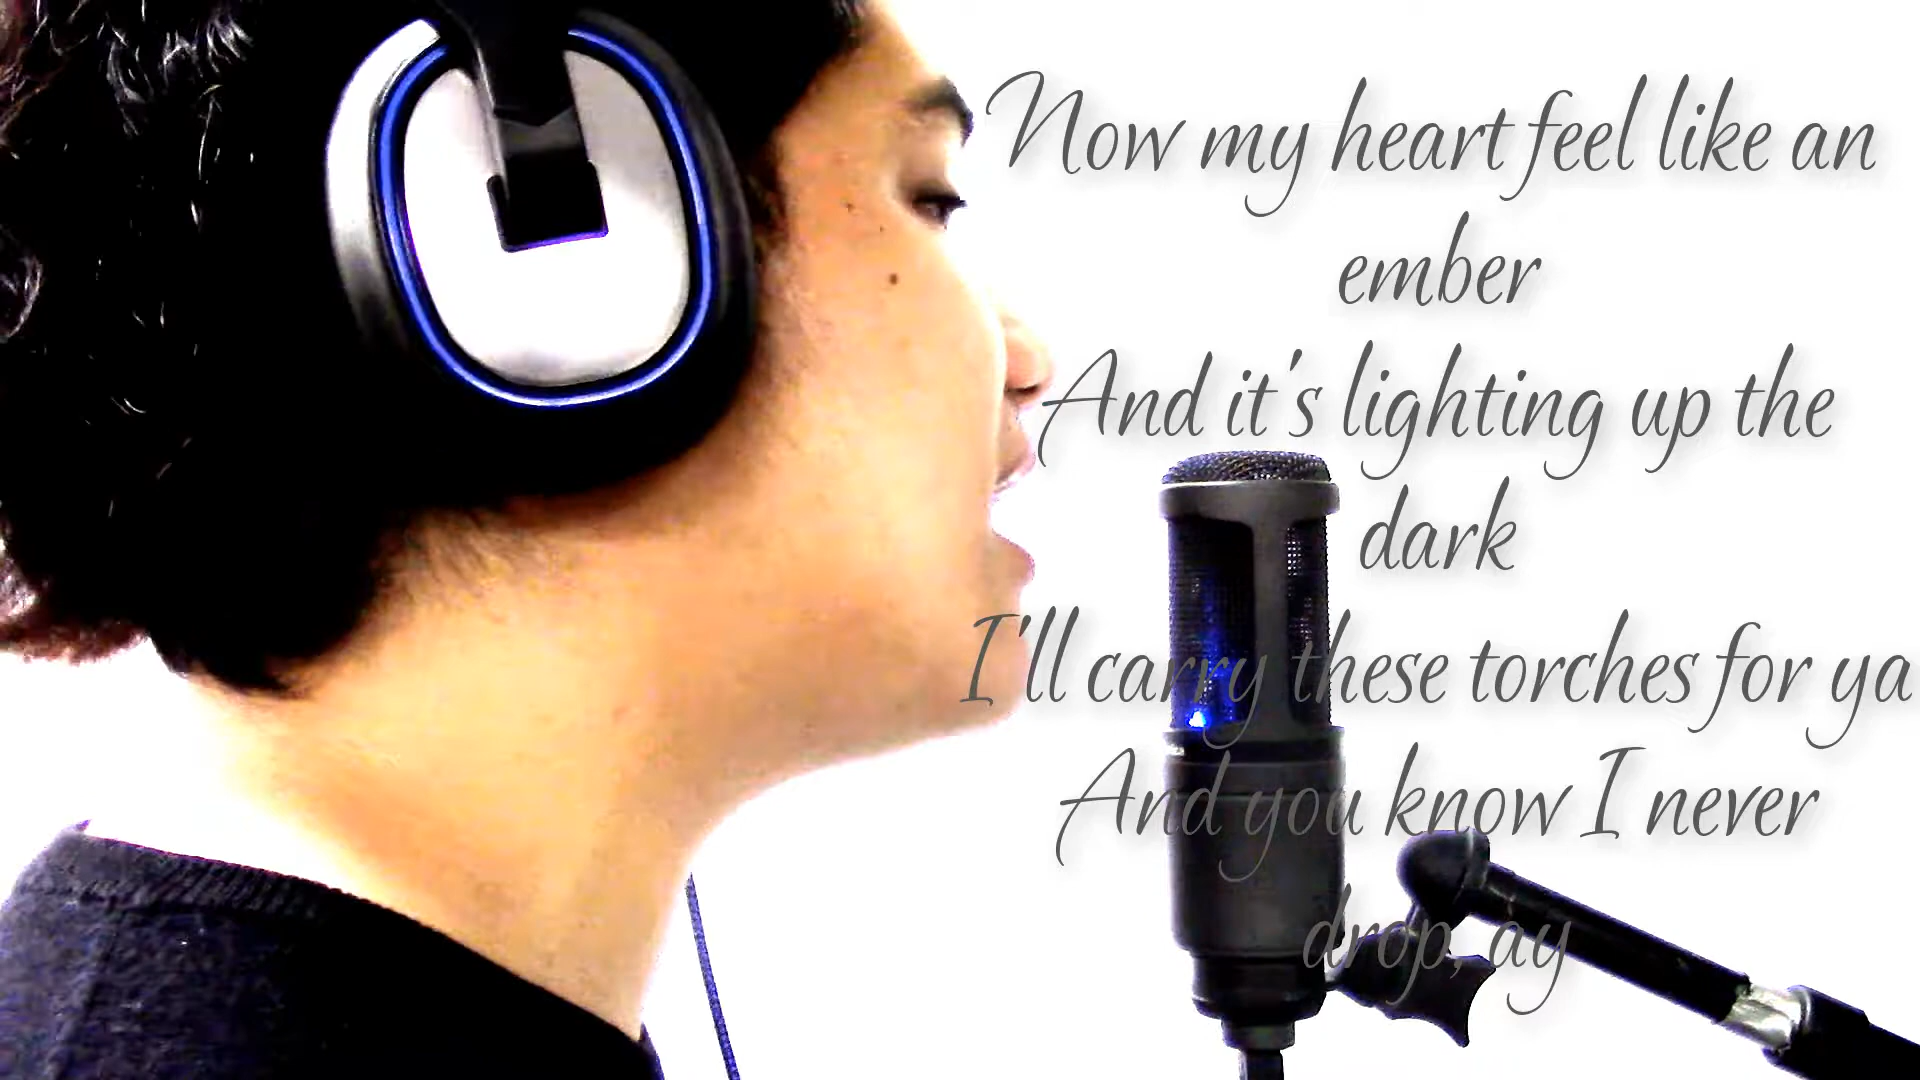 Now my heart feel like an
ember
And it's lighting up the
dark
I'll carry these torches for ya
And you know I never
drop, ay